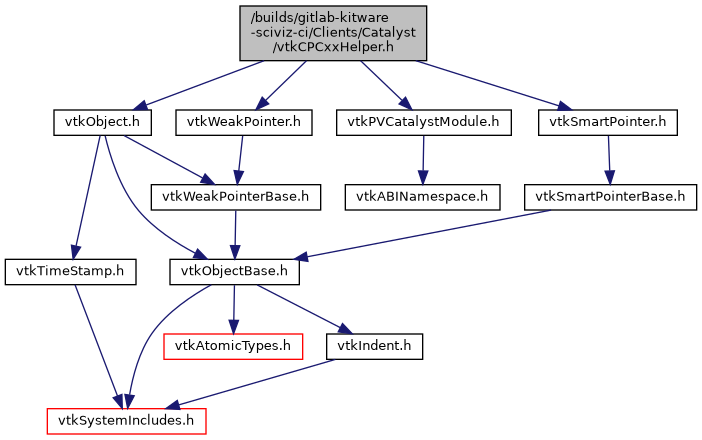 /builds/gitlab-kitware
-sciviz-ci/Clients/Catalyst
/vtkCPCxxHelper.h
vtkObject.h
vtkWeakPointer.h
vtkPVCatalystModule.h
vtkSmartPointer.h
vtkWeakPointerBase.h
vtkABINamespace.h
vtkSmartPointerBase.h
vtkTimeStamp.h
vtkObjectBase.h
vtkAtomicTypes.h
vtkIndent.h
vtkSystemIncludes.h